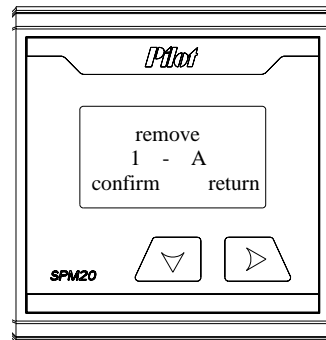 Pilot
remove
1 - A
confirm return
SPM20